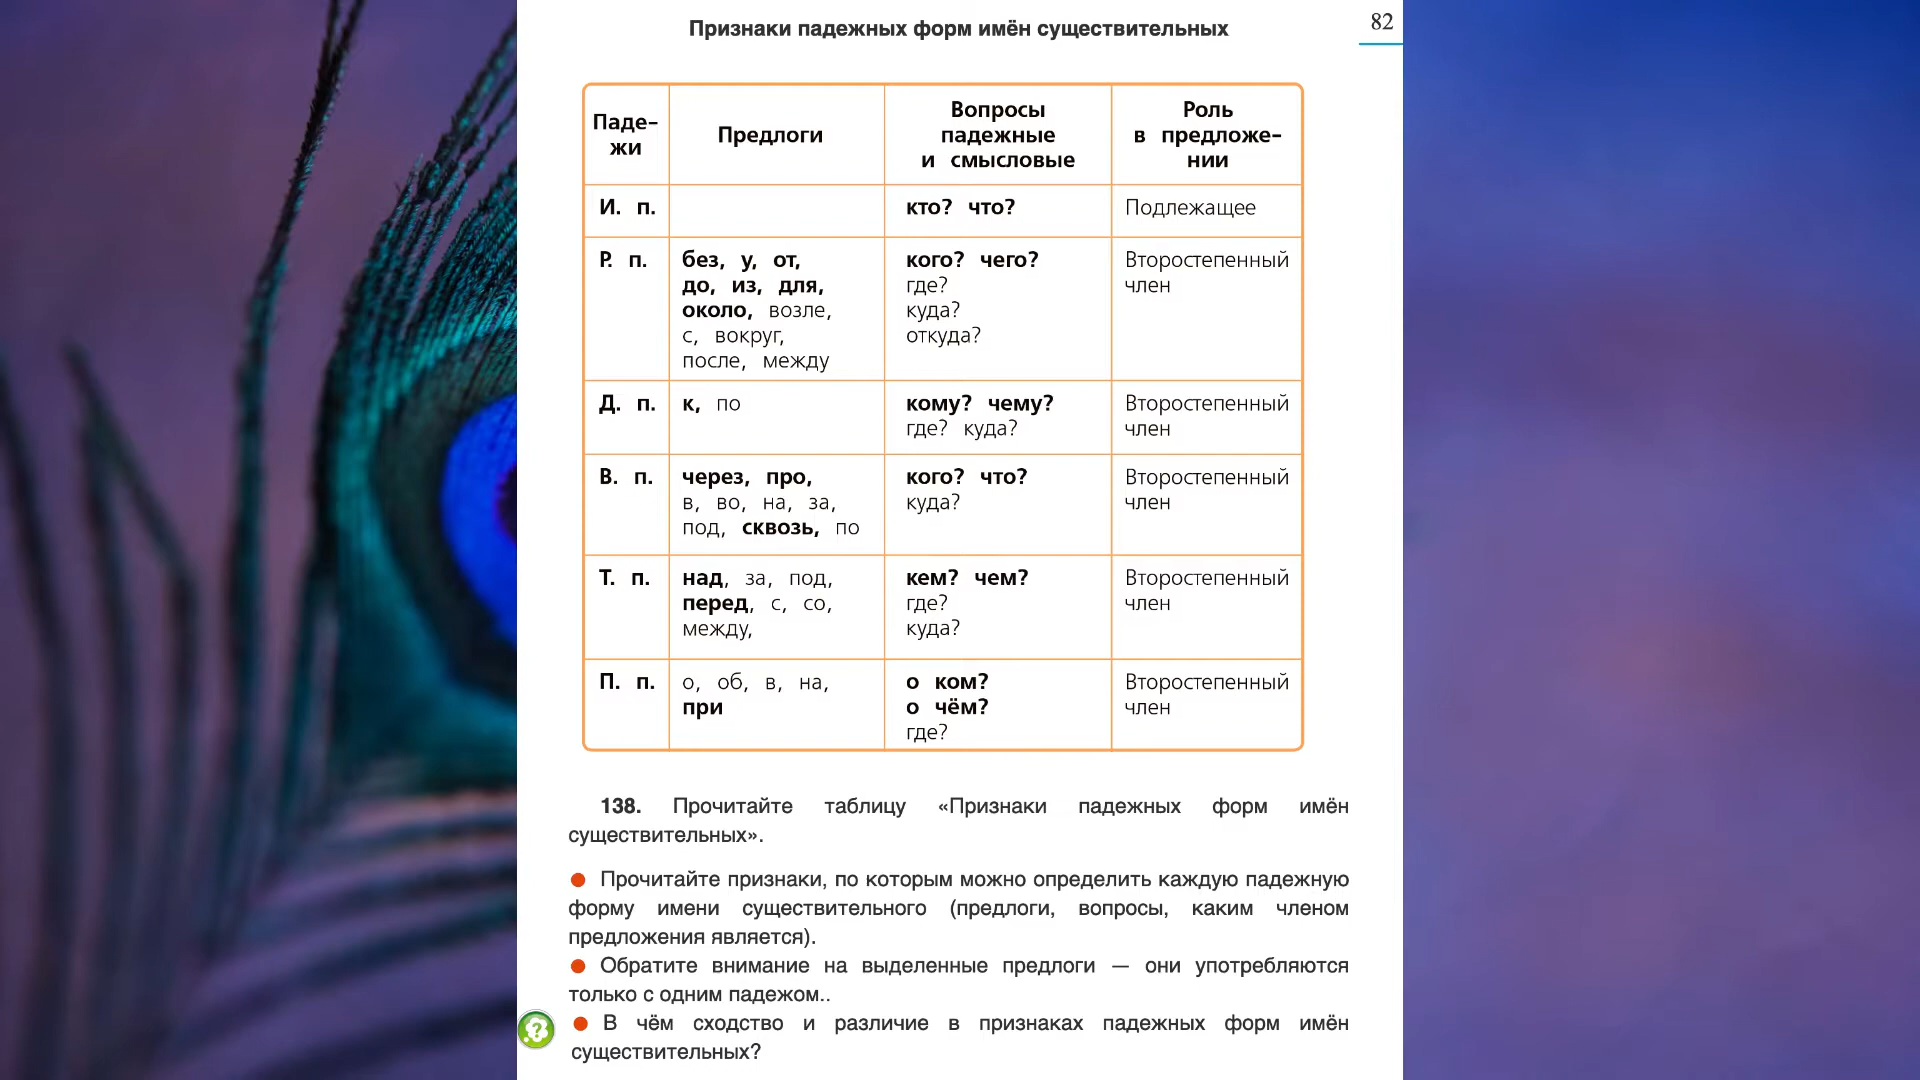 Признаки падежных форм имён существительных
82
Паде-
жи
Предлоги
Вопросы
падежные
и смысловые
Роль
в предложе-
нии
И. п.
кто? что?
Подлежащее
Р. п.
без, у, от,
до, из, для,
около, возле,
с, вокруг,
после, между
кого? чего?
где?
куда?
откуда?
Второстепенный
член
Д. п.
к, по
кому? чему?
где? куда?
Второстепенный
член
В. п.
через, про,
в, во, на, за,
под, сквозь, по
кого? что?
куда?
Второстепенный
член
Т. п.
над, за, под,
перед, с, со,
между,
кем? чем?
где?
куда?
Второстепенный
член
П. п.
о, об, в, на,
при
о ком?
о чём?
где?
Второстепенный
член
138. Прочитайте таблицу «Признаки падежных форм имён
существительных».
● Прочитайте признаки, по которым можно определить каждую падежную
форму имени существительного (предлоги, вопросы, каким членом
предложения является).
● Обратите внимание на выделенные предлоги — они употребляются
только с одним падежом..
● В чём сходство и различие в признаках падежных форм имён
существительных?